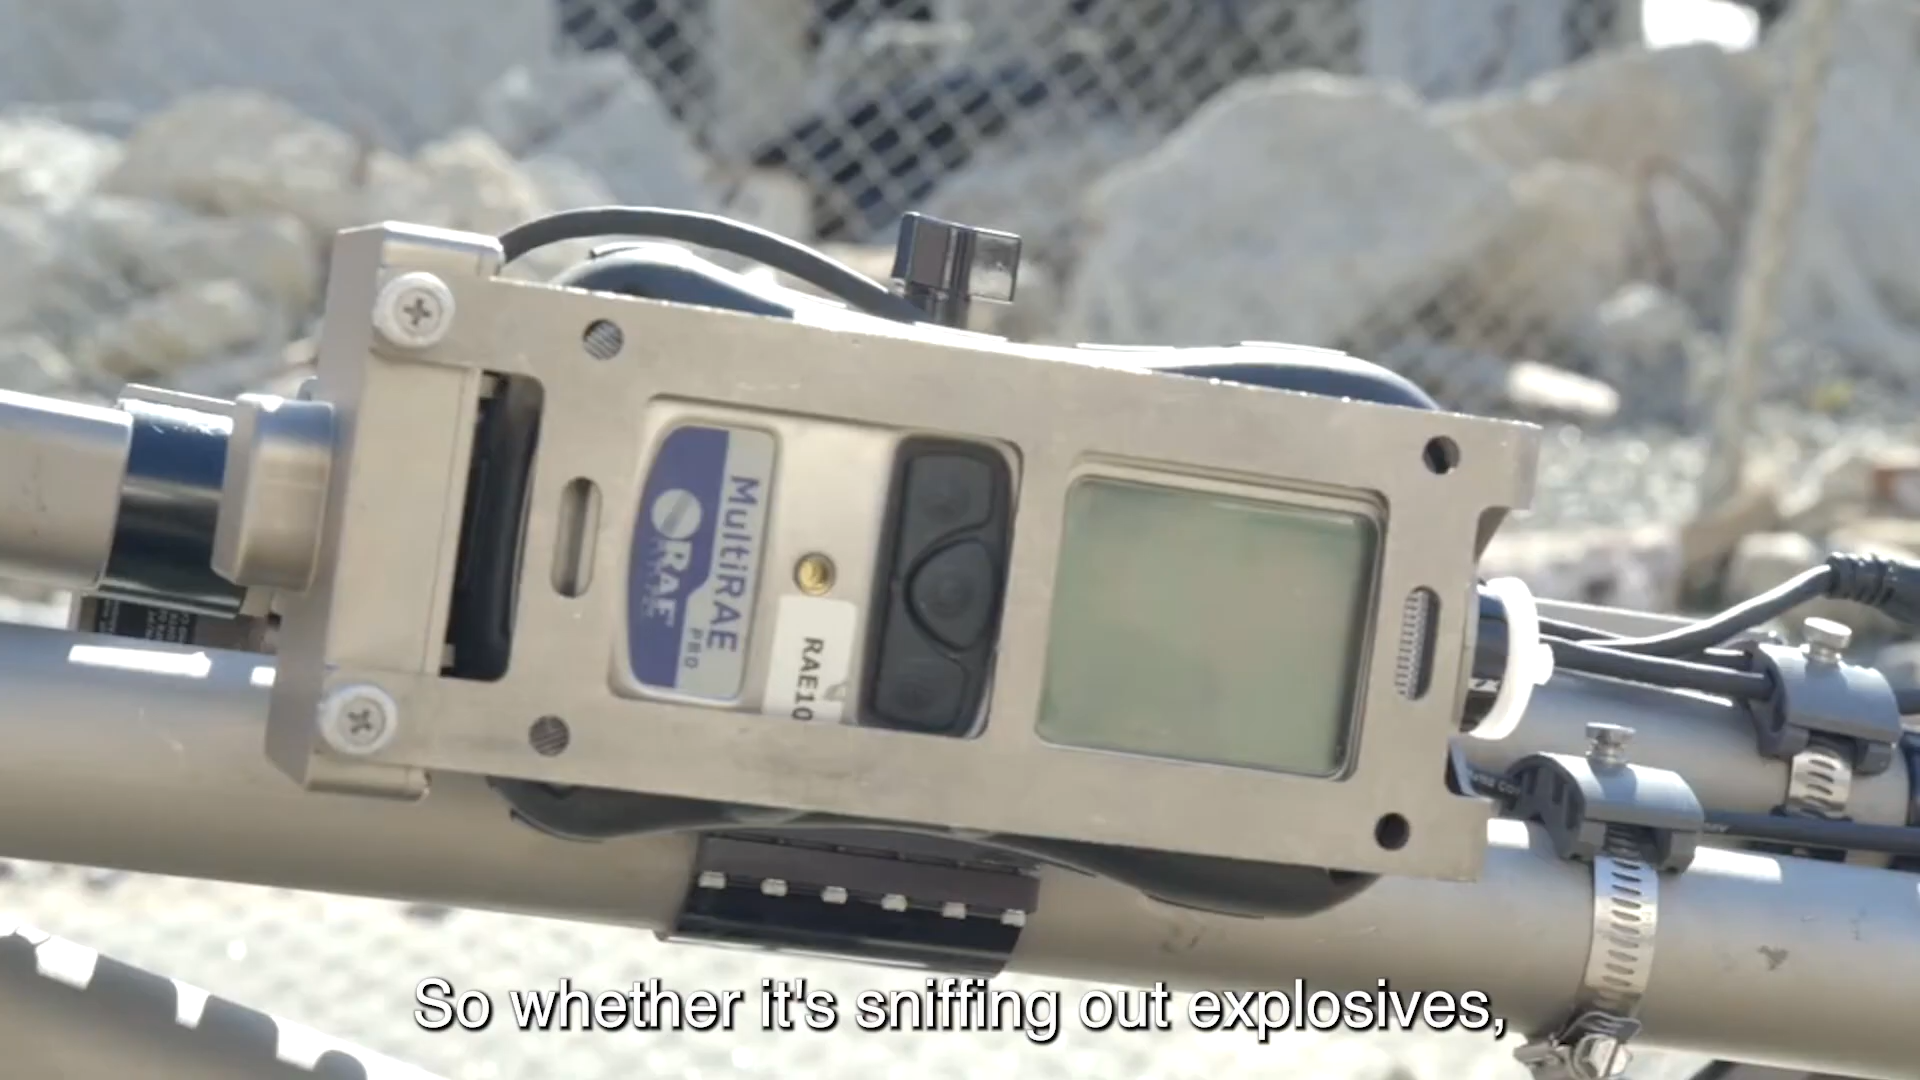 MultiRAE
PRO
RAE
RAE10
So whether it's sniffing out explosives,